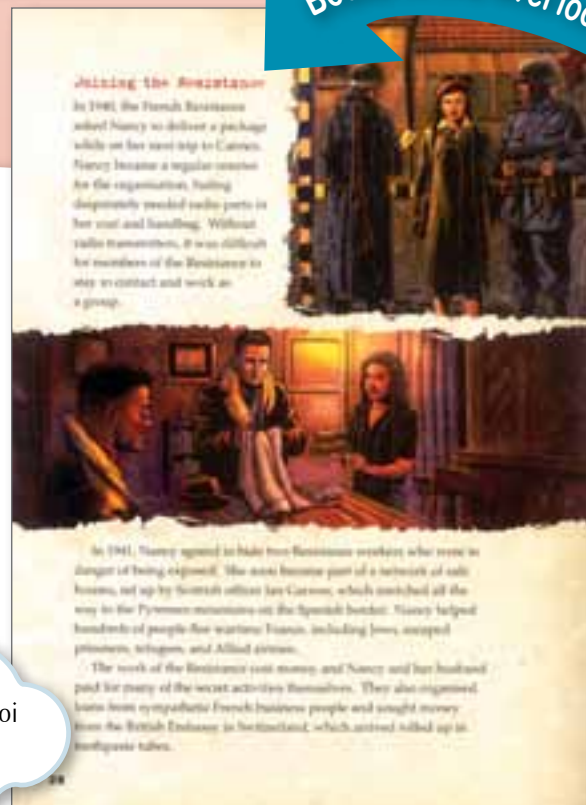 Joining the Resistance
In 1940, the French Resistance
asked Nancy to deliver a package
while on her next trip to Cannes.
Nancy became a regular courier
for the organisation, hiding
desperately needed radio parts in
her coat and handbag. Without
radio transmitters, it was difficult
for members of the Resistance to
stay in contact and work as
a group.
In 1941, Nancy agreed to hide two Resistance workers who were in
danger of being exposed. She soon became part of a network of safe
houses, set up by Scottish officer Ian Garrow, which stretched all the
way to the Pyrenees mountains on the Spanish border. Nancy helped
hundreds of people flee wartime France, including Jews, escaped
prisoners, refugees, and Allied airmen.
The work of the Resistance cost money, and Nancy and her husband
paid for many of the secret activities themselves. They also organised
loans from sympathetic French business people and sought money
from the British Embassy in Switzerland, which arrived rolled up in
toothpaste tubes.
oi